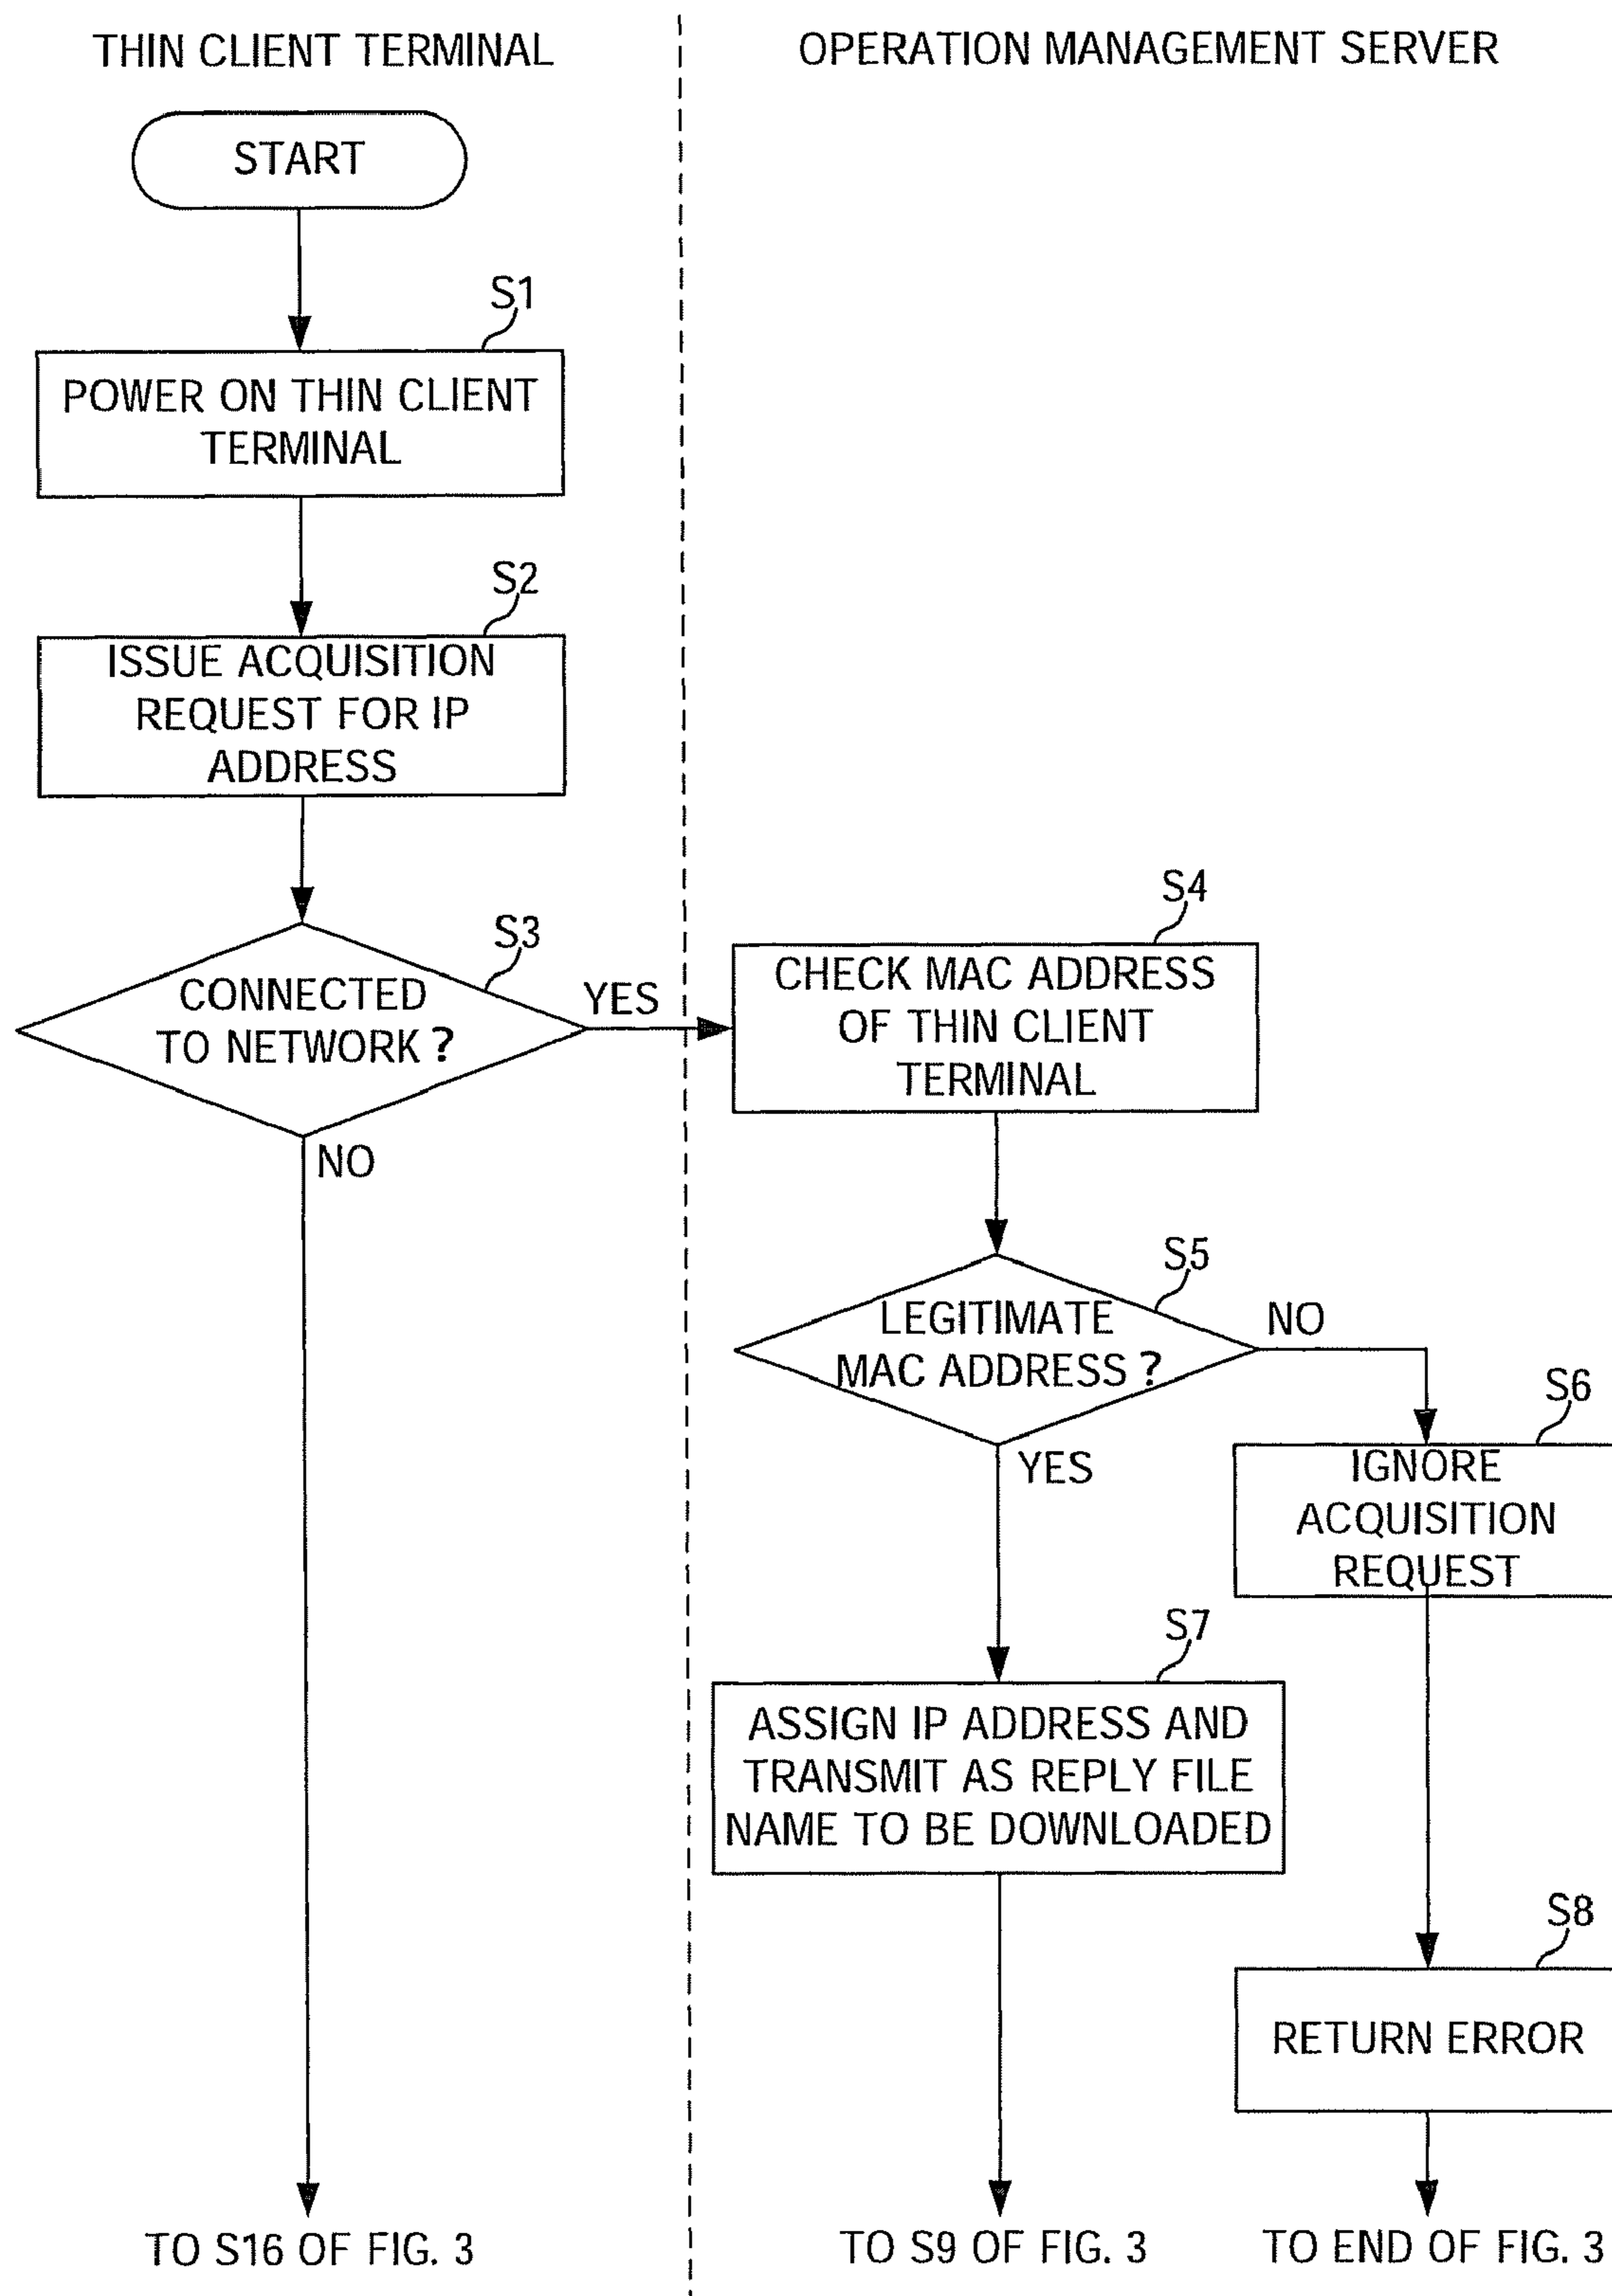 THIN CLIENT TERMINAL
OPERATION MANAGEMENT SERVER
START
S1
POWER ON THIN CLIENT
TERMINAL
S2
ISSUE ACQUISITION
REQUEST FOR IP
ADDRESS
S3
CONNECTED
TO NETWORK ?
YES
NO
S4
CHECK MAC ADDRESS
OF THIN CLIENT
TERMINAL
S5
LEGITIMATE
MAC ADDRESS ?
NO
YES
S6
IGNORE
ACQUISITION
REQUEST
S7
ASSIGN IP ADDRESS AND
TRANSMIT AS REPLY FILE
NAME TO BE DOWNLOADED
S8
RETURN ERROR
TO S16 OF FIG. 3
TO S9 OF FIG. 3
TO END OF FIG. 3